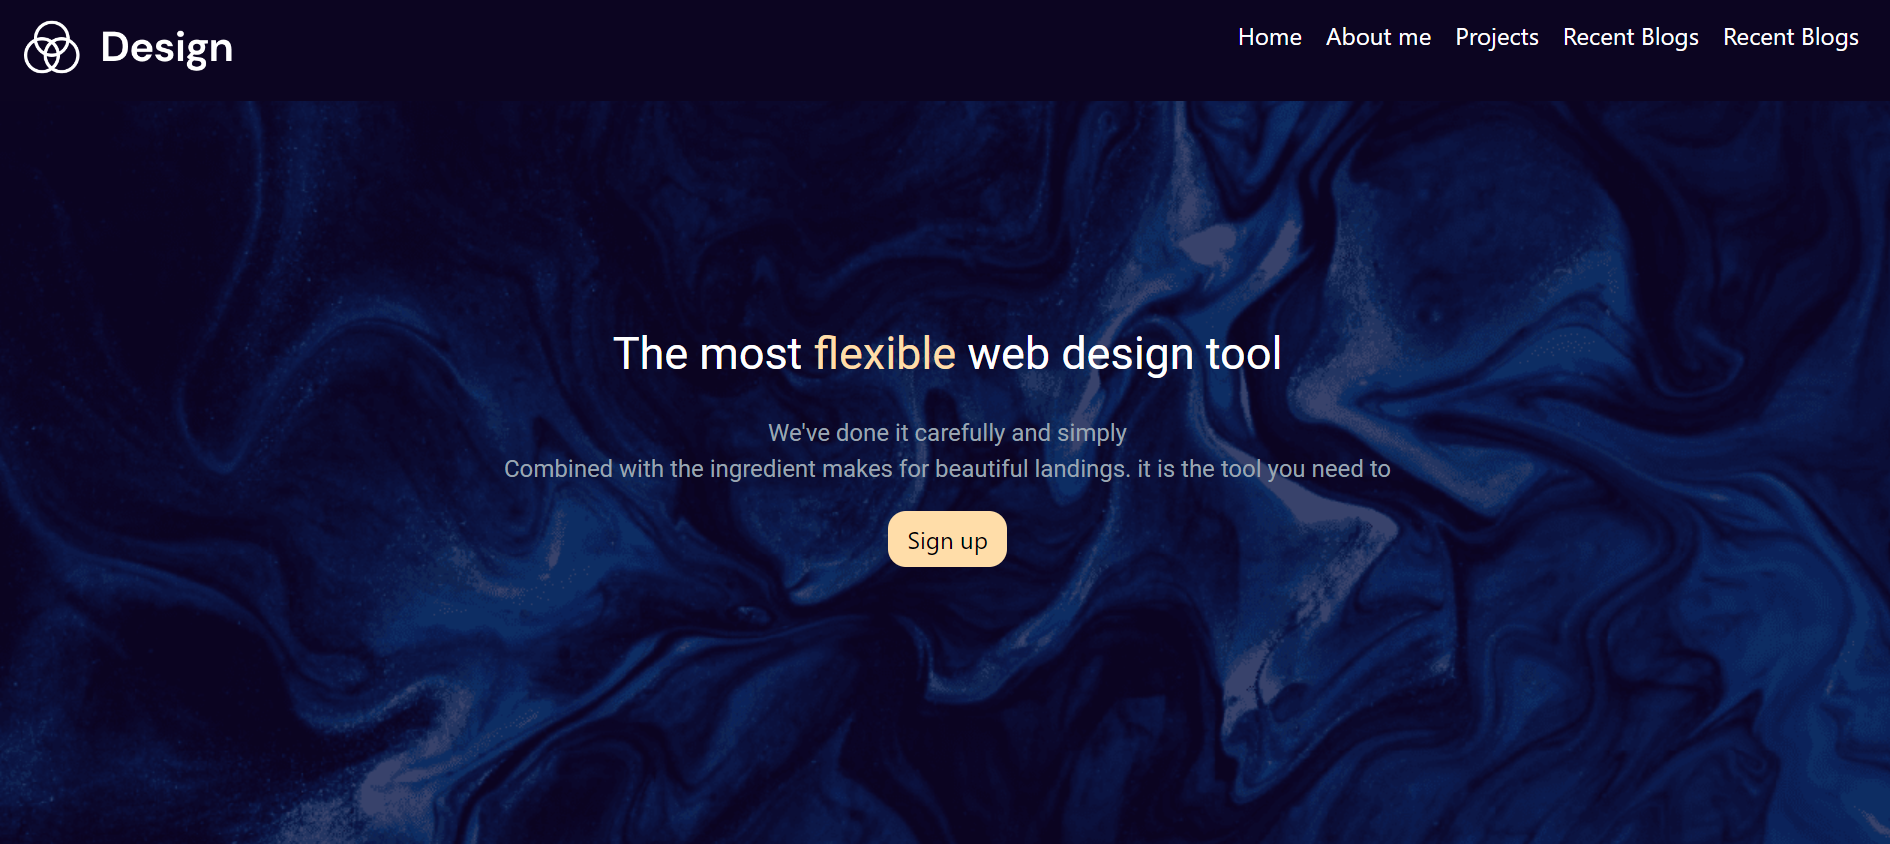 Design
Home About me Projects Recent Blogs Recent Blogs
The most flexible web design tool
We've done it carefully and simply
Combined with the ingredient makes for beautiful landings. it is the tool you need to
Sign up